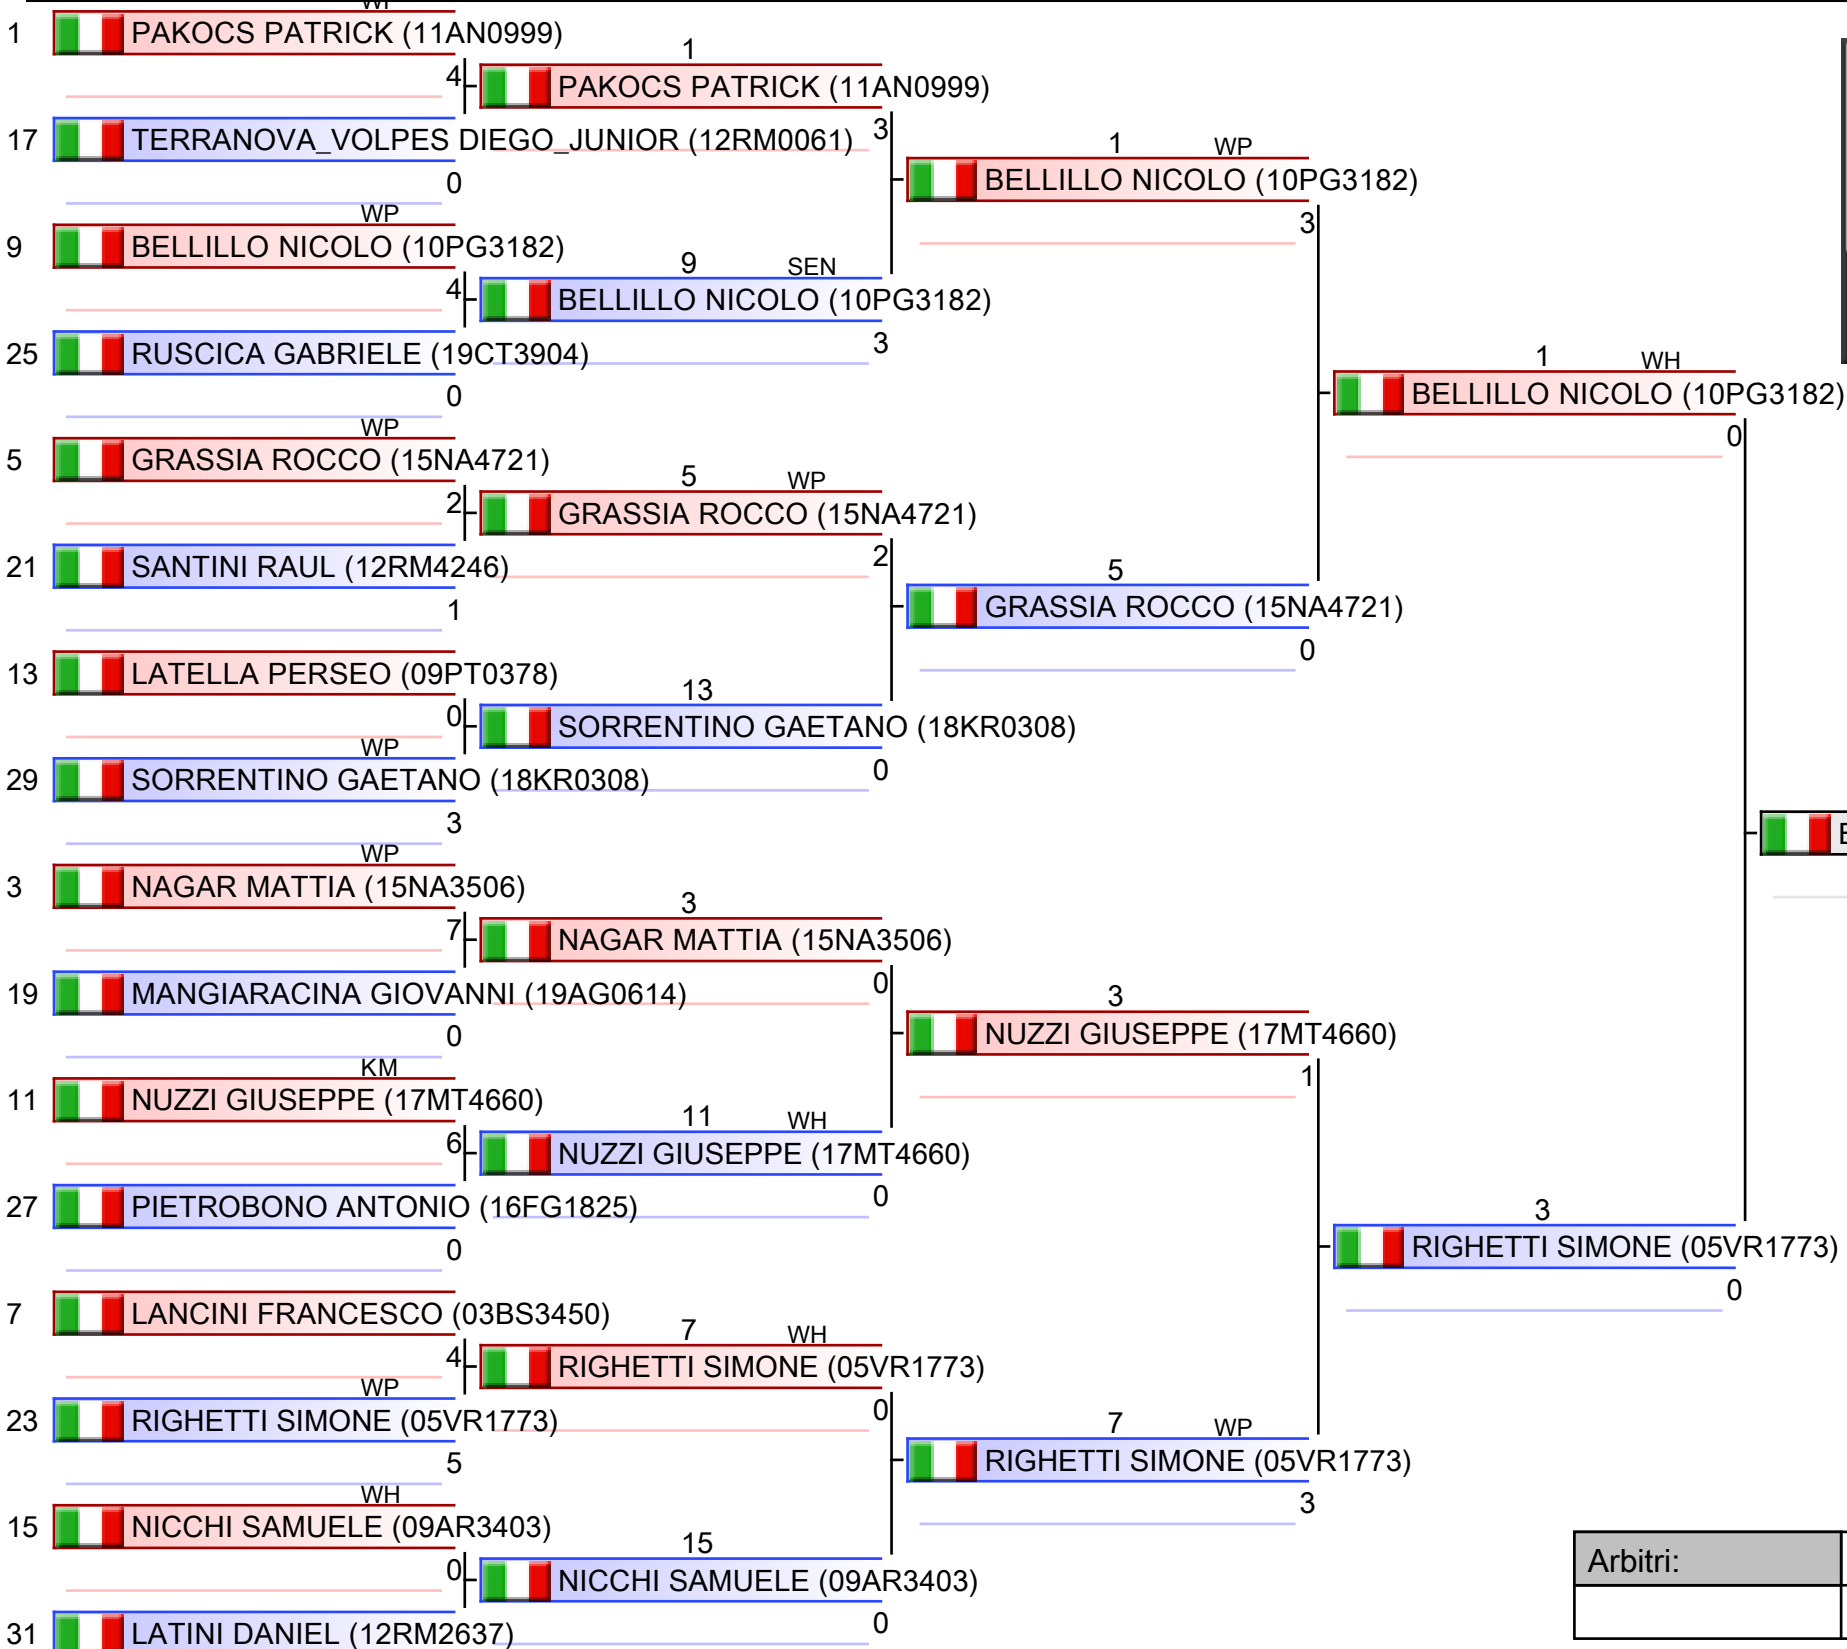 WP
1 PAKOCS PATRICK (11AN0999)
4
17 TERRANOVA_VOLPES DIEGO_JUNIOR (12RM0061)
0
WP
9 BELLILLO NICOLO (10PG3182)
4
25 RUSCICA GABRIELE (19CT3904)
0
WP
5 GRASSIA ROCCO (15NA4721)
2
21 SANTINI RAUL (12RM4246)
1
13 LATELLA PERSEO (09PT0378)
0
WP
29 SORRENTINO GAETANO (18KR0308)
3
WP
3 NAGAR MATTIA (15NA3506)
7
19 MANGIARACINA GIOVANNI (19AG0614)
0
KM
11 NUZZI GIUSEPPE (17MT4660)
6
27 PIETROBONO ANTONIO (16FG1825)
0
7 LANCINI FRANCESCO (03BS3450)
4
WP
23 RIGHETTI SIMONE (05VR1773)
5
WH
15 NICCHI SAMUELE (09AR3403)
0
31 LATINI DANIEL (12RM2637)
1
PAKOCS PATRICK (11AN0999)
3
9 SEN
BELLILLO NICOLO (10PG3182)
3
5 WP
GRASSIA ROCCO (15NA4721)
2
13
SORRENTINO GAETANO (18KR0308)
0
3
NAGAR MATTIA (15NA3506)
0
11 WH
NUZZI GIUSEPPE (17MT4660)
0
7 WH
RIGHETTI SIMONE (05VR1773)
0
15
NICCHI SAMUELE (09AR3403)
0
1 WP
BELLILLO NICOLO (10PG3182)
3
5
GRASSIA ROCCO (15NA4721)
0
3
NUZZI GIUSEPPE (17MT4660)
1
7 WP
RIGHETTI SIMONE (05VR1773)
3
1 WH
BELLILLO NICOLO (10PG3182)
0
3
RIGHETTI SIMONE (05VR1773)
0
Arbitri: